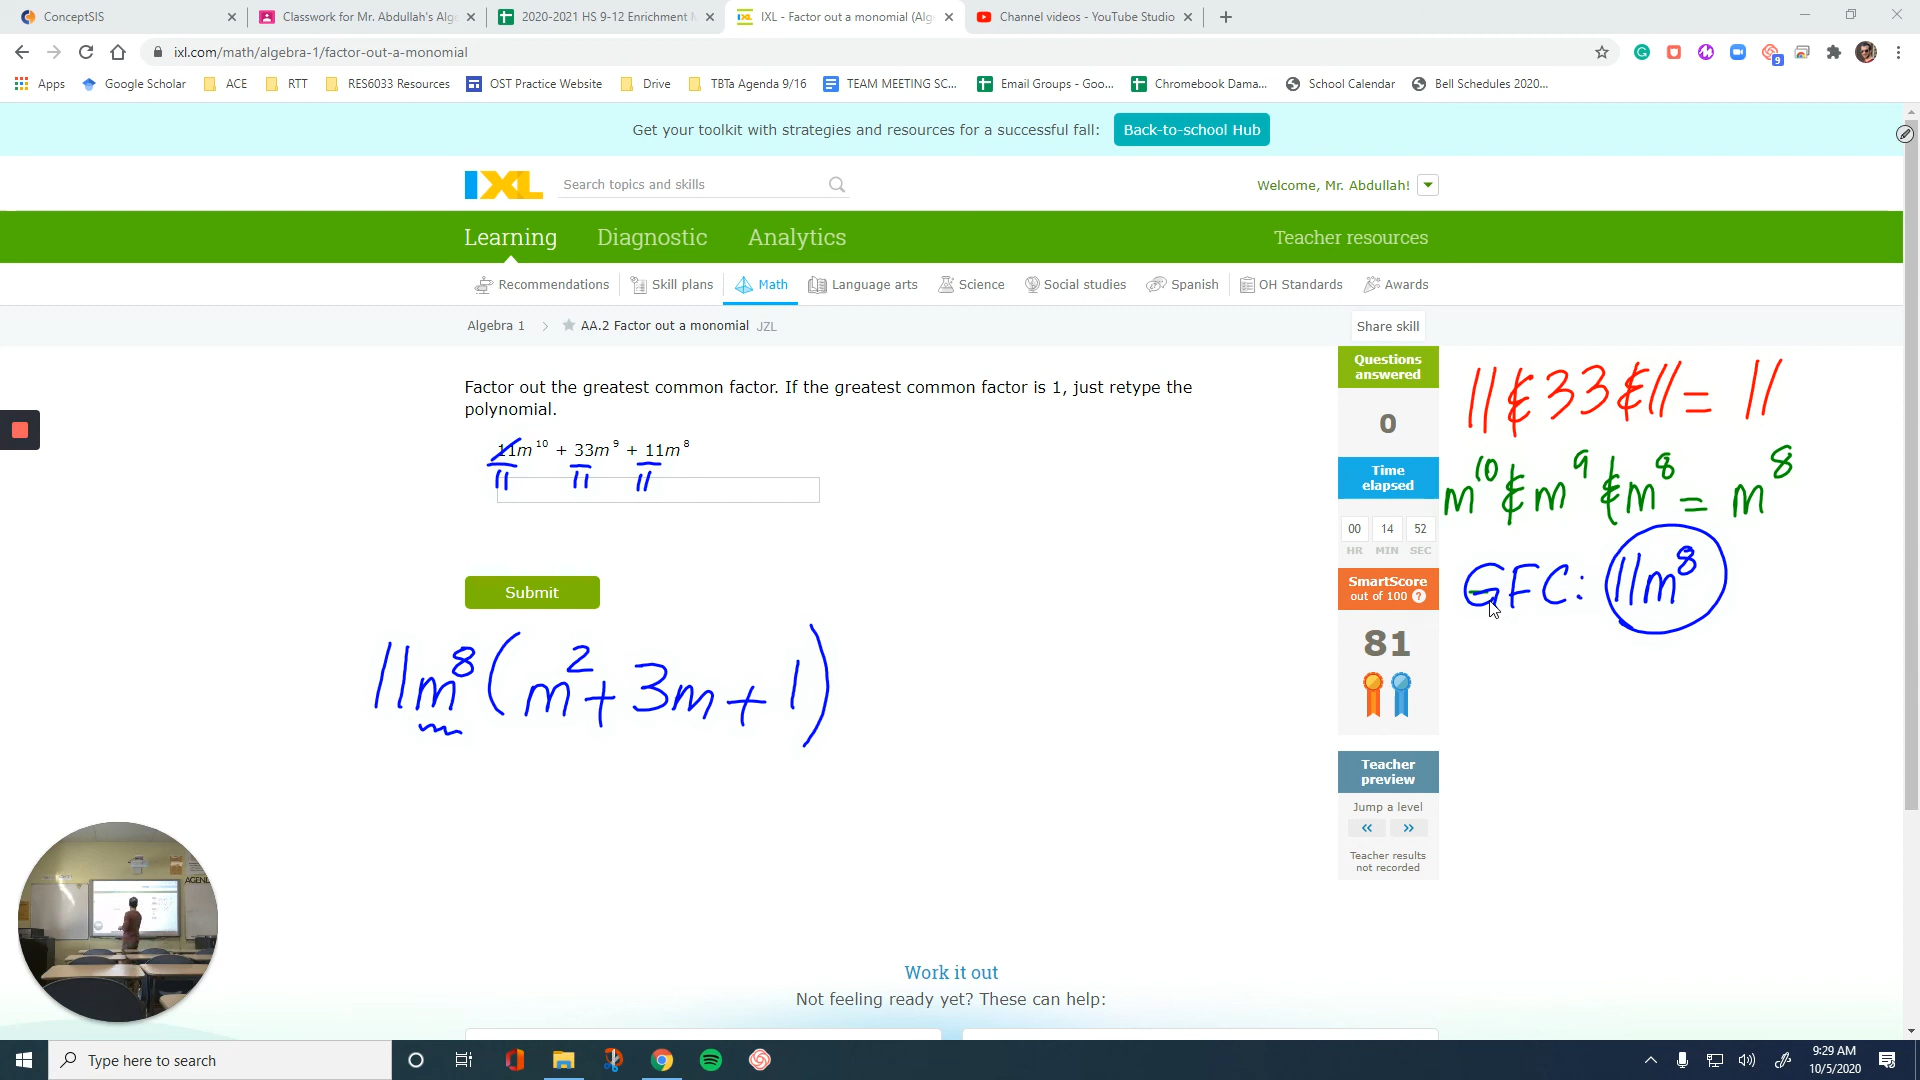 ConceptSIS
Classwork for Mr. Abdullah's Alge
2020-2021 HS 9-12 Enrichment M
IXL - Factor out a monomial (Alg
Channel videos - YouTube Studio
ixl.com/math/algebra-1/factor-out-a-monomial
9
Apps
Google Scholar
ACE
RTT
RES6033 Resources
OST Practice Website
Drive
TBTa Agenda 9/16
TEAM MEETING SC...
Email Groups - Goo...
Chromebook Dama...
School Calendar
Bell Schedules 2020...
Get your toolkit with strategies and resources for a successful fall:
Back-to-school Hub
IXL
Search topics and skills
Welcome, Mr. Abdullah!
Learning
Diagnostic
Analytics
Teacher resources
Recommendations
Skill plans
Math
Language arts
Science
Social studies
Spanish
OH Standards
Awards
Algebra 1
AA.2 Factor out a monomial JZL
Share skill
Factor out the greatest common factor. If the greatest common factor is 1, just retype the
polynomial.
11m¹⁰ + 33m⁹ + 11m⁸
11 11 11
Submit
11m⁸(m² + 3m + 1)
Questions
answered
0
Time
elapsed
00 14 52
HR MIN SEC
SmartScore
out of 100 ?
81
Teacher
preview
Jump a level
Teacher results
not recorded
11 & 33 & 11 = 11
m¹⁰ & m⁹ & m⁸ = m⁸
GFC: 11m⁸
AGEN
Work it out
Not feeling ready yet? These can help:
Type here to search
9:29 AM
10/5/2020